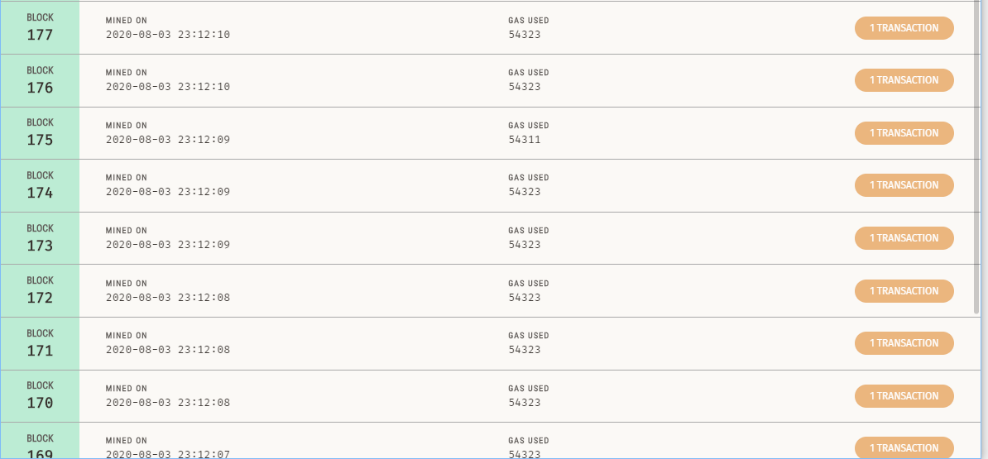 BLOCK
177
MINED ON
2020-08-03 23:12:10
GAS USED
54323
1 TRANSACTION
BLOCK
176
MINED ON
2020-08-03 23:12:10
GAS USED
54323
1 TRANSACTION
BLOCK
175
MINED ON
2020-08-03 23:12:09
GAS USED
54311
1 TRANSACTION
BLOCK
174
MINED ON
2020-08-03 23:12:09
GAS USED
54323
1 TRANSACTION
BLOCK
173
MINED ON
2020-08-03 23:12:09
GAS USED
54323
1 TRANSACTION
BLOCK
172
MINED ON
2020-08-03 23:12:08
GAS USED
54323
1 TRANSACTION
BLOCK
171
MINED ON
2020-08-03 23:12:08
GAS USED
54323
1 TRANSACTION
BLOCK
170
MINED ON
2020-08-03 23:12:08
GAS USED
54323
1 TRANSACTION
BLOCK
169
MINED ON
2020-08-03 23:12:07
GAS USED
54323
1 TRANSACTION